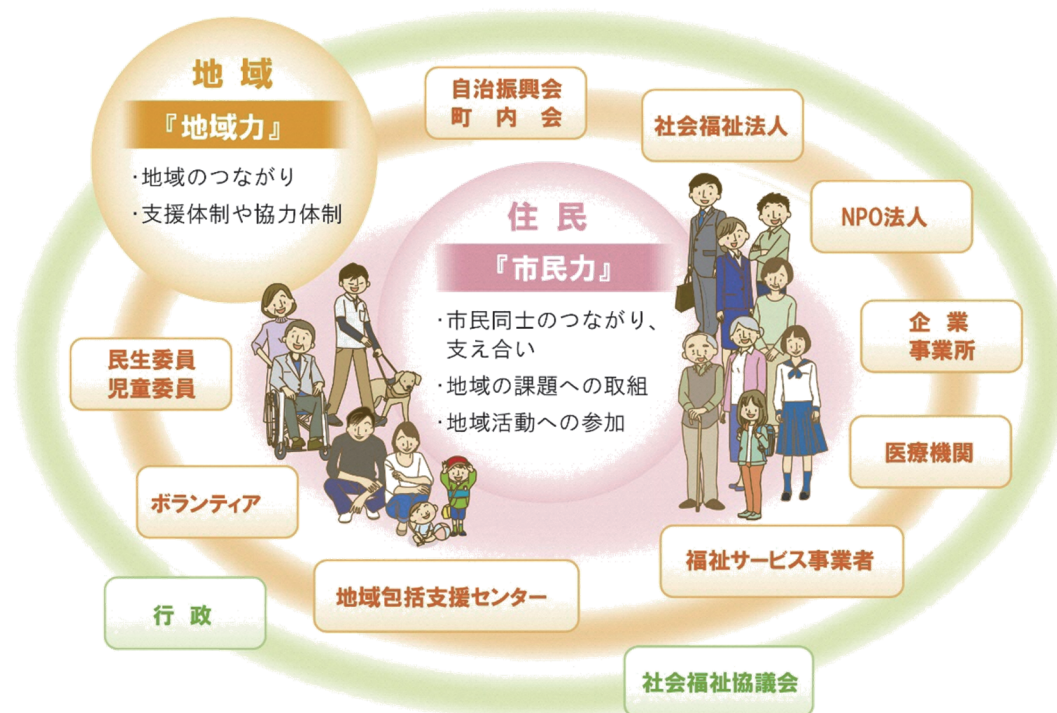 地域
『地域力』
・地域のつながり
・支援体制や協力体制
自治振興会
町内会
社会福祉法人
NPO法人
住民
『市民力』
・市民同士のつながり、
支え合い
・地域の課題への取組
・地域活動への参加
企業
事業所
民生委員
児童委員
医療機関
ボランティア
福祉サービス事業者
地域包括支援センター
行政
社会福祉協議会